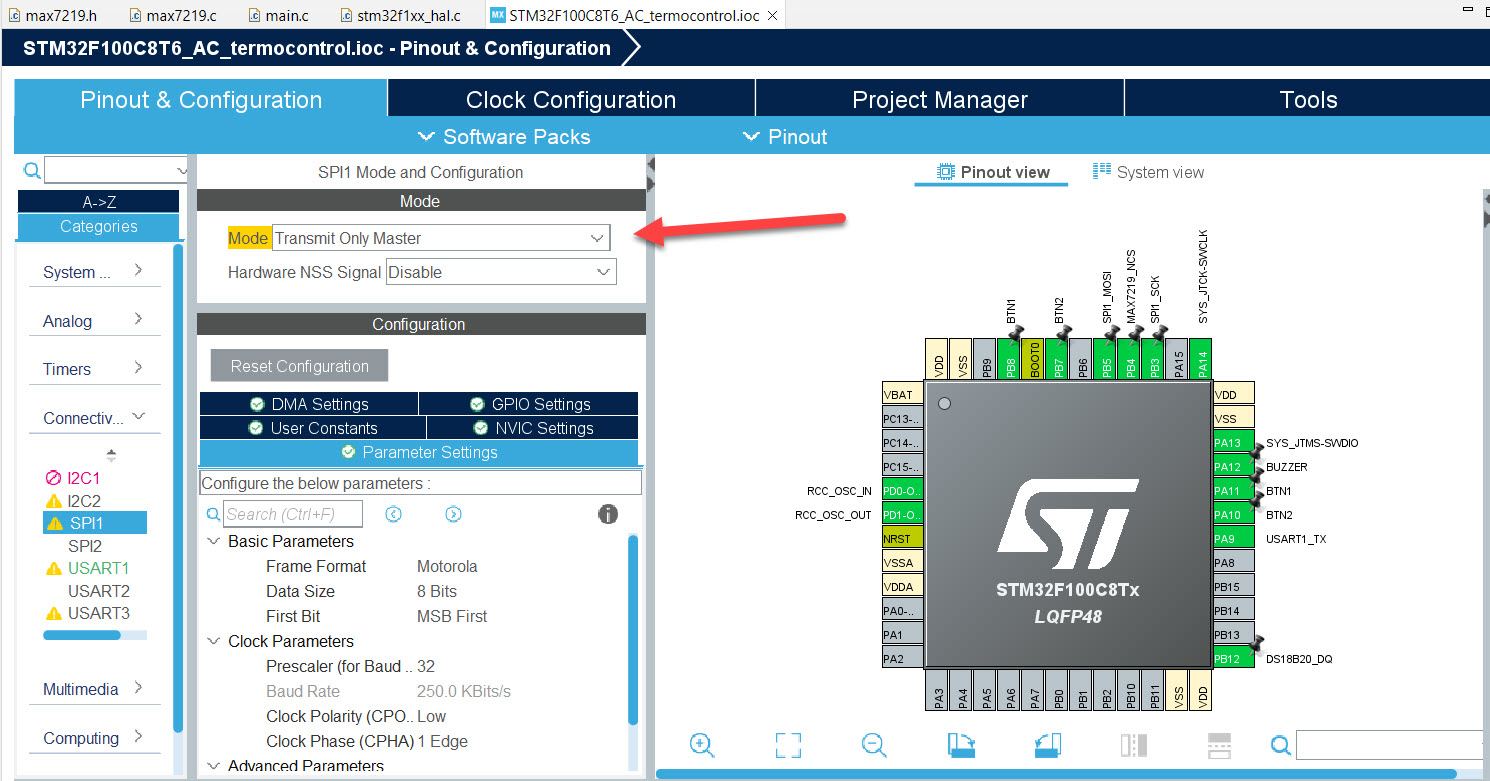 max7219.h
max7219.c
main.c
stm32f1xx_hal.c
MX STM32F100C8T6_AC_termocontrol.ioc
STM32F100C8T6_AC_termocontrol.ioc - Pinout & Configuration
Pinout & Configuration
Clock Configuration
Project Manager
Tools
Software Packs
Pinout
A->Z
Categories
System ...
Analog
Timers
Connectiv...
I2C1
I2C2
SPI1
SPI2
USART1
USART2
USART3
Multimedia
Computing
SPI1 Mode and Configuration
Mode
Mode Transmit Only Master
Hardware NSS Signal Disable
Configuration
Reset Configuration
DMA Settings
GPIO Settings
User Constants
NVIC Settings
Parameter Settings
Configure the below parameters :
Search (Ctrl+F)
i
Basic Parameters
Frame Format Motorola
Data Size 8 Bits
First Bit MSB First
Clock Parameters
Prescaler (for Baud .. 32
Baud Rate 250.0 KBits/s
Clock Polarity (CPO.. Low
Clock Phase (CPHA) 1 Edge
Advanced Parameters
Pinout view
System view
BTN1
BTN2
SPI1_MOSI
MAX7219_NCS
SPI1_SCK
SYS_JTCK-SWCLK
VDD
VSS
PB9
PB8
BOOT0
PB7
PB6
PB5
PB4
PB3
PA15
PA14
VBAT
PC13-..
PC14-..
PC15-..
RCC_OSC_IN PD0-O..
RCC_OSC_OUT PD1-O..
NRST
VSSA
VDDA
PA0-..
PA1
PA2
ST
STM32F100C8Tx
LQFP48
VDD
VSS
PA13 SYS_JTMS-SWDIO
PA12 BUZZER
PA11 BTN1
PA10 BTN2
PA9 USART1_TX
PA8
PB15
PB14
PB13
PB12 DS18B20_DQ
PA3
PA4
PA5
PA6
PA7
PB0
PB1
PB2
PB10
PB11
VSS
VDD